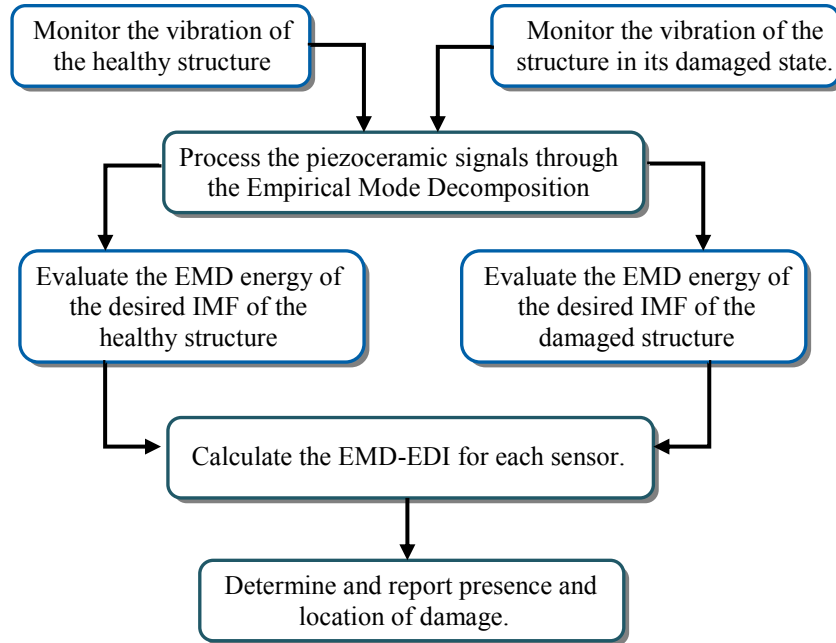 Monitor the vibration of
the healthy structure
Monitor the vibration of the
structure in its damaged state.
Process the piezoceramic signals through
the Empirical Mode Decomposition
Evaluate the EMD energy of
the desired IMF of the
healthy structure
Evaluate the EMD energy of
the desired IMF of the
damaged structure
Calculate the EMD-EDI for each sensor.
Determine and report presence and
location of damage.